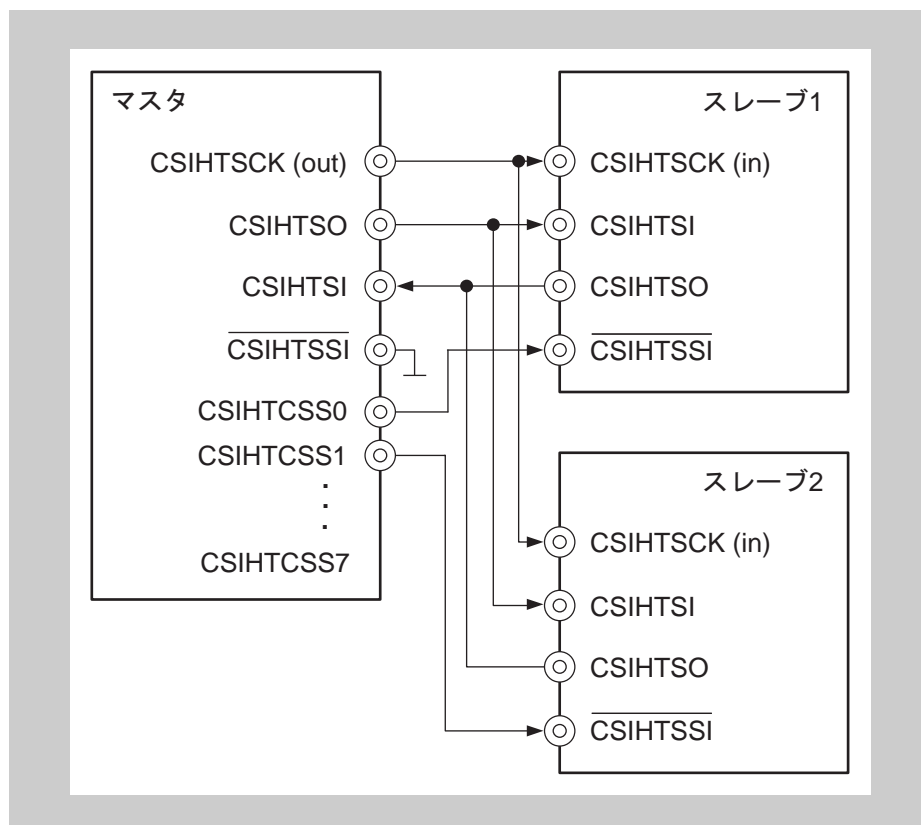 マスタ
CSIHTSCK (out)
CSIHTSO
CSIHTSI
CSIHTSSI
CSIHTCSS0
CSIHTCSS1
CSIHTCSS7
スレーブ1
CSIHTSCK (in)
CSIHTSI
CSIHTSO
CSIHTSSI
スレーブ2
CSIHTSCK (in)
CSIHTSI
CSIHTSO
CSIHTSSI